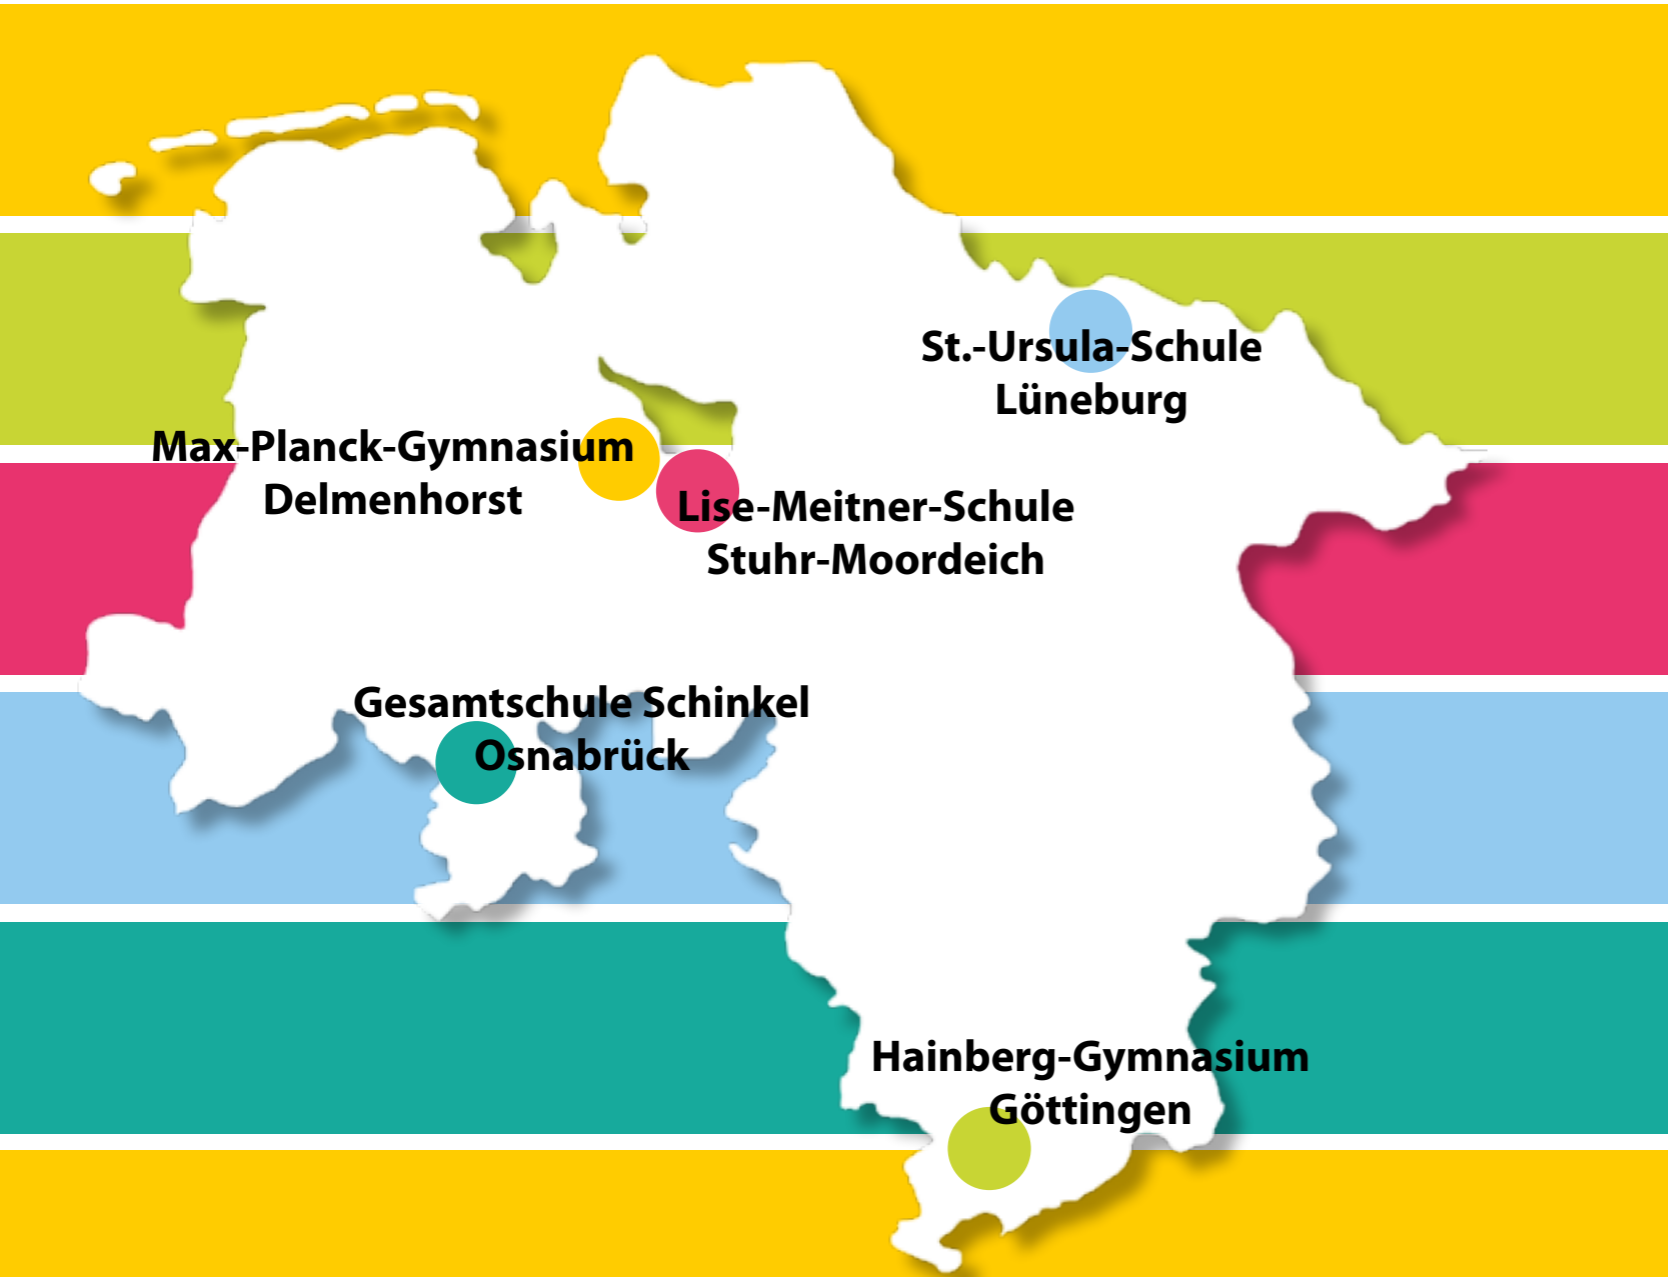 St.-Ursula-Schule
Lüneburg
Max-Planck-Gymnasium
Delmenhorst
Lise-Meitner-Schule
Stuhr-Moordeich
Gesamtschule Schinkel
Osnabrück
Hainberg-Gymnasium
Göttingen